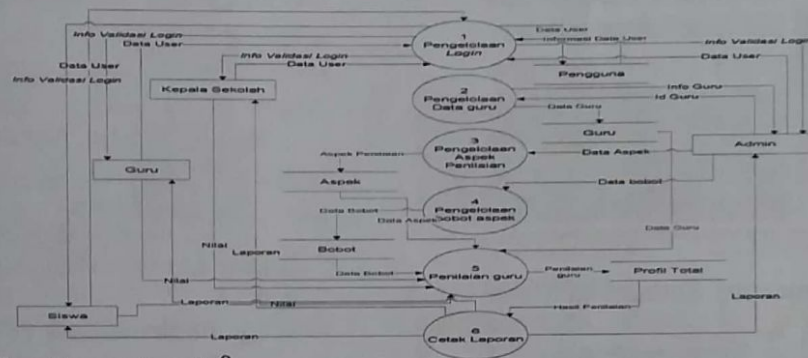 Data User
1
Info Validasi Login
Pengelolaan
Informasi Data User
Info Validasi Login
Data User
Login
Info Validasi Login
Data User
Data User
Data User
Info Validasi Login
Pengguna
Kepala Sekolah
2
Info Guru
Pengelolaan
Id Guru
Data guru
Data Guru
Guru
3
Pengelolaan
Admin
Aspek Penilaian
Aspek
Data Aspek
Penilaian
Guru
Aspek
Data bobot
4
Data Bobot
Pengelolaan
Data Aspek
bobot aspek
Data Guru
Nilai
Bobot
Laporan
5
Data Bobot
Penilaian guru
Penilaian
guru
Profil Total
Nilai
Laporan
Nilai
Hasil Penilaian
Laporan
Siswa
6
Laporan
Cetak Laporan
Laporan